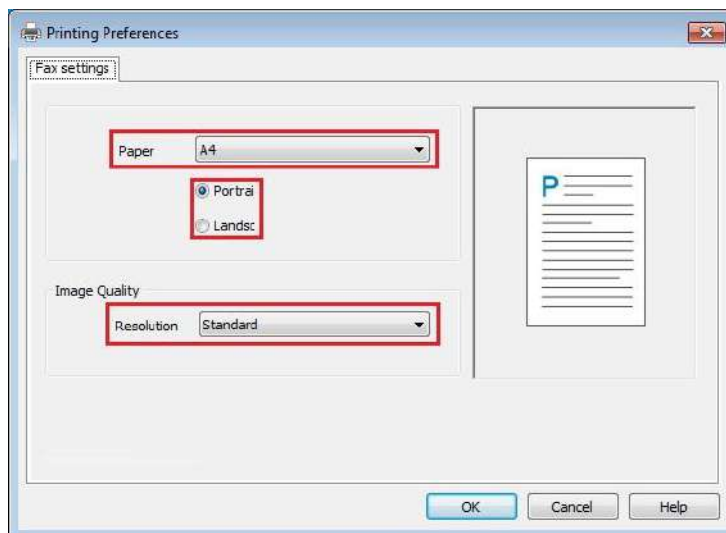 Printing Preferences
Fax settings
Paper A4
Portrai
Landsc
P
Image Quality
Resolution Standard
OK Cancel Help